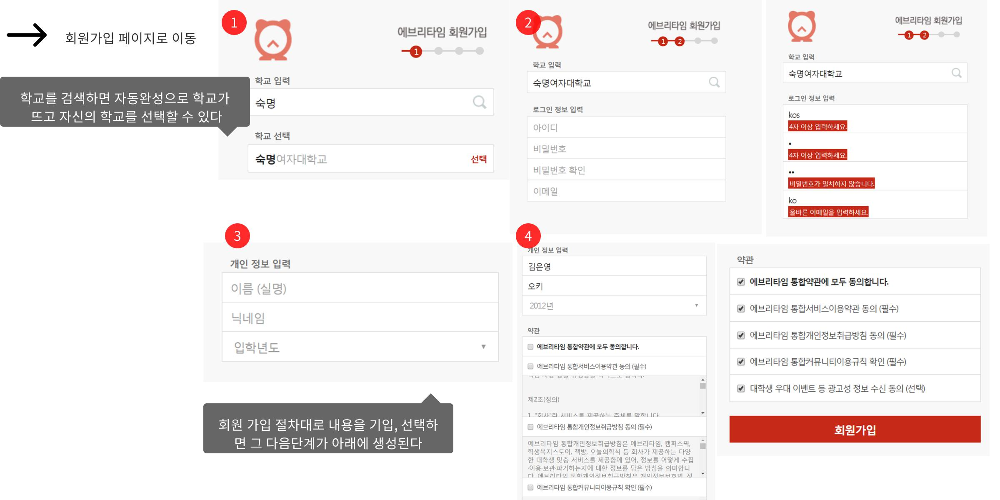 회원가입 페이지로 이동
학교를 검색하면 자동완성으로 학교가
뜨고 자신의 학교를 선택할 수 있다
1
에브리타임 회원가입
1
학교 입력
숙명
학교 선택
숙명여자대학교
선택
2
에브리타임 회원가입
1 2
학교 입력
숙명여자대학교
로그인 정보 입력
아이디
비밀번호
비밀번호 확인
이메일
에브리타임 회원가입
1 2
학교 입력
숙명여자대학교
로그인 정보 입력
kos
4자 이상 입력하세요.
4자 이상 입력하세요.
비밀번호가 일치하지 않습니다.
ko
올바른 이메일을 입력하세요.
3
개인 정보 입력
이름 (실명)
닉네임
입학년도
회원 가입 절차대로 내용을 기입, 선택하
면 그 다음단계가 아래에 생성된다
4
개인 정보 입력
김은영
오키
2012년
약관
에브리타임 통합약관에 모두 동의합니다.
에브리타임 통합서비스이용약관 동의 (필수)
제2조(정의)
1. "회사"란 서비스를 제공하는 주체를 말합니다
에브리타임 통합개인정보취급방침 동의 (필수)
에브리타임 통합개인정보취급방침은 에브리타임, 캠퍼스픽,
학생복지스토어, 책방, 오늘의학식 등 회사가 제공하는 다양
한 대학생 맞춤 서비스를 제공함에 있어, 정보를 어떻게 수집
·이용·보관·파기하는지에 대한 정보를 담은 방침을 의미합니
다. 에브리타임 통합개인정보취급방침은 개인정보보호법, 정
에브리타임 통합커뮤니티이용규칙 확인 (필수)
약관
에브리타임 통합약관에 모두 동의합니다.
에브리타임 통합서비스이용약관 동의 (필수)
에브리타임 통합개인정보취급방침 동의 (필수)
에브리타임 통합커뮤니티이용규칙 확인 (필수)
대학생 우대 이벤트 등 광고성 정보 수신 동의 (선택)
회원가입